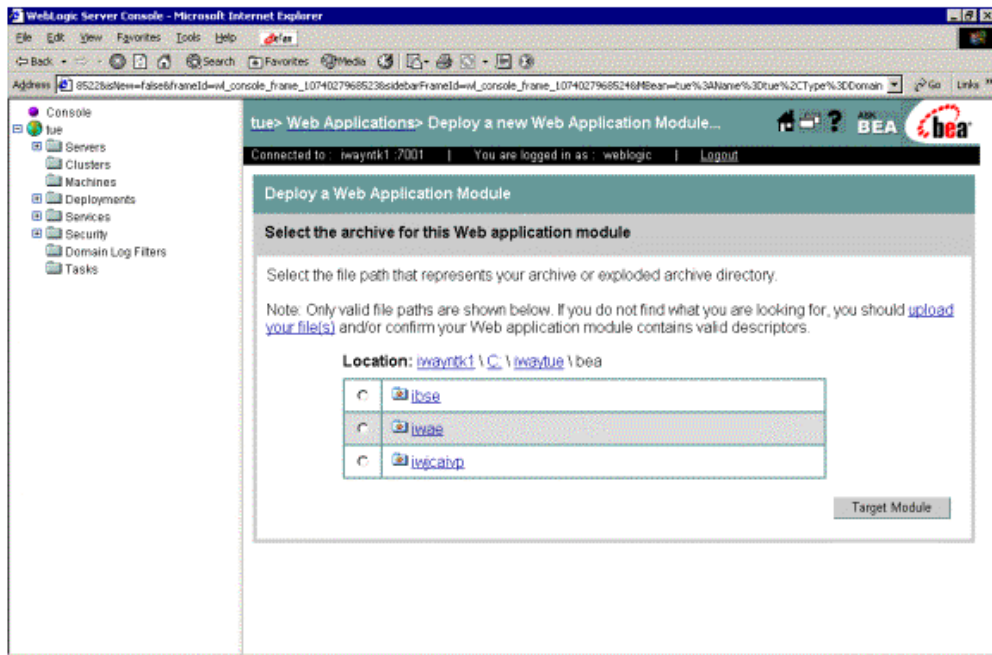 WebLogic Server Console - Microsoft Internet Explorer
File Edit View Favorites Tools Help
Back Search Favorites Media
Address Go Links »
Console
tue
Servers
Clusters
Machines
Deployments
Services
Security
Domain Log Filters
Tasks
tue> Web Applications> Deploy a new Web Application Module...
ASK BEA
bea
Connected to : iwayntk1 :7001 | You are logged in as : weblogic | Logout
Deploy a Web Application Module
Select the archive for this Web application module
Select the file path that represents your archive or exploded archive directory.
Note: Only valid file paths are shown below. If you do not find what you are looking for, you should upload
your file(s) and/or confirm your Web application module contains valid descriptors.
Location: iwayntk1 \ C: \ iwaytue \ bea
ibse
iwae
iwjcaivp
Target Module